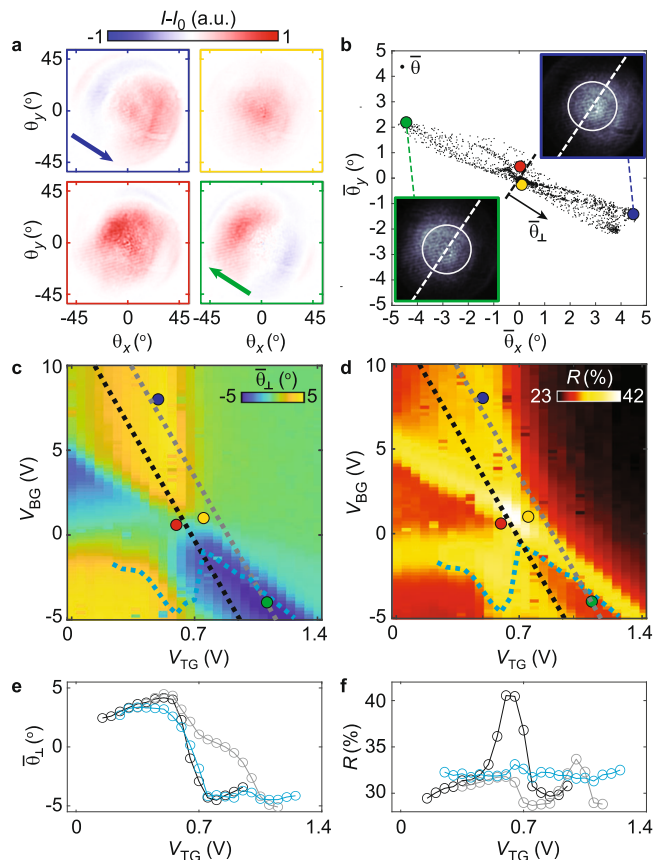 I-I₀ (a.u.)
-1 1
a
45
0
-45
θy (°)
45
0
-45
θy (°)
-45 0 45 -45 0 45
θx (°) θx (°)
b
• θ̅
5
4
3
2
1
0
-1
-2
-3
-4
-5
θ̅y (°)
θ̅⊥
-5 -4 -3 -2 -1 0 1 2 3 4 5
θ̅x (°)
c
10
5
0
-5
VBG (V)
θ̅⊥ (°)
-5 5
0 0.7 1.4
VTG (V)
d
10
5
0
-5
VBG (V)
R (%)
23 42
0 0.7 1.4
VTG (V)
e
5
0
-5
θ̅⊥ (°)
0 0.7 1.4
VTG (V)
f
40
35
30
R (%)
0 0.7 1.4
VTG (V)